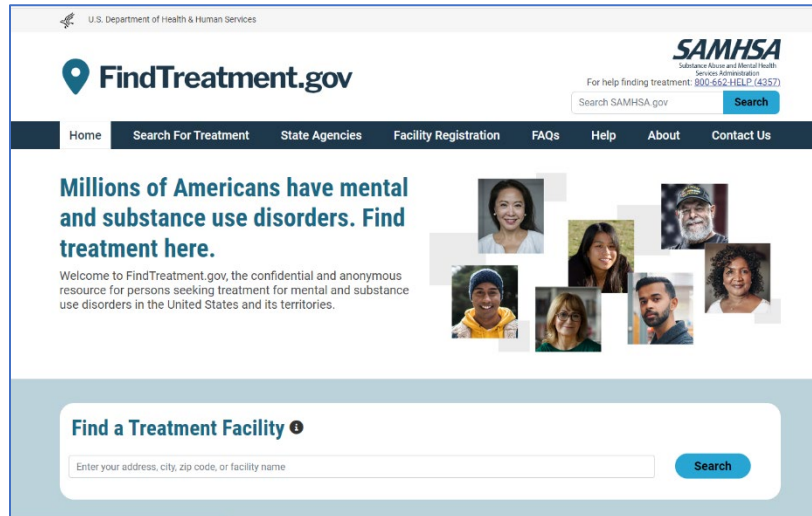 U.S. Department of Health & Human Services
SAMHSA
Substance Abuse and Mental Health
Services Administration
FindTreatment.gov
For help finding treatment: 800-662-HELP (4357)
Search SAMHSA.gov Search
Home Search For Treatment State Agencies Facility Registration FAQs Help About Contact Us
Millions of Americans have mental
and substance use disorders. Find
treatment here.
Welcome to FindTreatment.gov, the confidential and anonymous
resource for persons seeking treatment for mental and substance
use disorders in the United States and its territories.
Find a Treatment Facility
Enter your address, city, zip code, or facility name Search